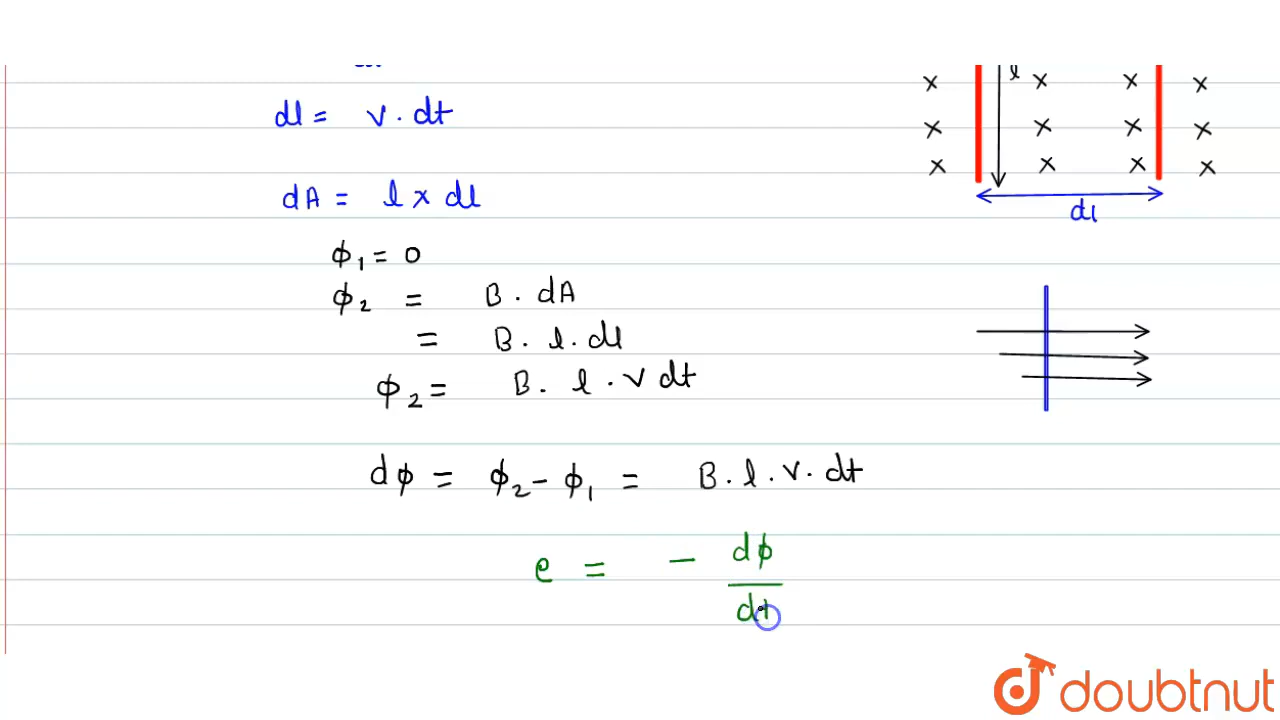 dl = v . dt
dA = l x dl
ϕ₁ = 0
ϕ₂ = B . dA
= B . l . dl
ϕ₂ = B . l . v dt
dϕ = ϕ₂ - ϕ₁ = B . l . v . dt
e = - dϕ
dt
l
x x x x
x x x x
x x x x
dl
doubtnut